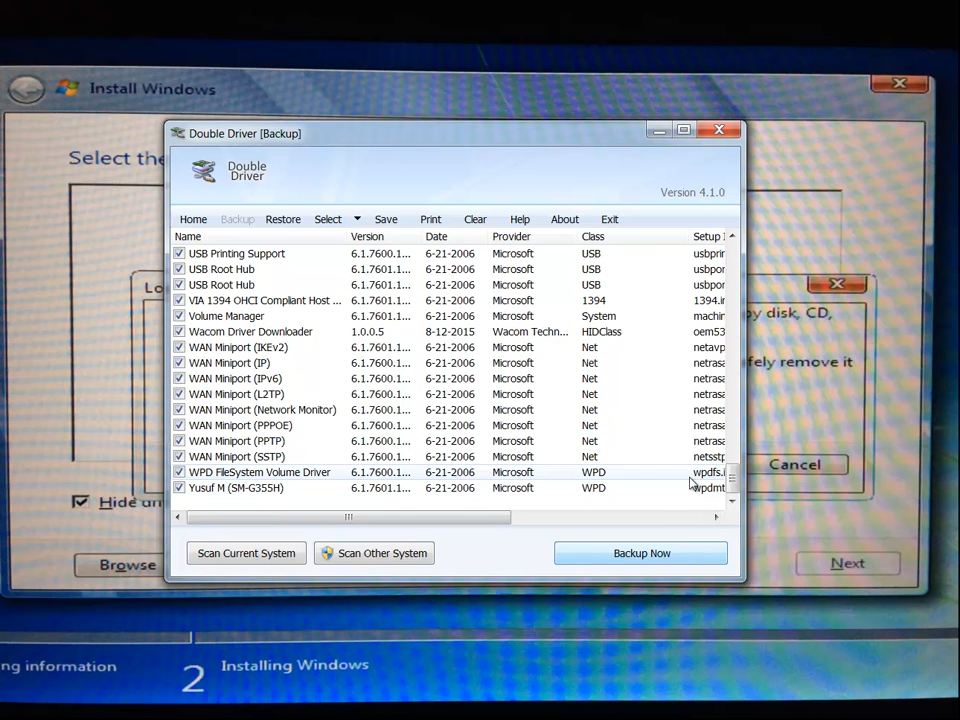 Install Windows
Select the
Double Driver [Backup]
Double
Driver
Version 4.1.0
Home Backup Restore Select Save Print Clear Help About Exit
Name Version Date Provider Class Setup
USB Printing Support 6.1.7600.1... 6-21-2006 Microsoft USB usbprin
USB Root Hub 6.1.7600.1... 6-21-2006 Microsoft USB usbpor
USB Root Hub 6.1.7600.1... 6-21-2006 Microsoft USB usbpor
VIA 1394 OHCI Compliant Host ... 6.1.7600.1... 6-21-2006 Microsoft 1394 1394.in
Volume Manager 6.1.7600.1... 6-21-2006 Microsoft System machin
Wacom Driver Downloader 1.0.0.5 8-12-2015 Wacom Techn... HIDClass oem53
WAN Miniport (IKEv2) 6.1.7600.1... 6-21-2006 Microsoft Net netavp
WAN Miniport (IP) 6.1.7600.1... 6-21-2006 Microsoft Net netrasa
WAN Miniport (IPv6) 6.1.7600.1... 6-21-2006 Microsoft Net netrasa
WAN Miniport (L2TP) 6.1.7600.1... 6-21-2006 Microsoft Net netrasa
WAN Miniport (Network Monitor) 6.1.7600.1... 6-21-2006 Microsoft Net netrasa
WAN Miniport (PPPOE) 6.1.7600.1... 6-21-2006 Microsoft Net netrasa
WAN Miniport (PPTP) 6.1.7600.1... 6-21-2006 Microsoft Net netrasa
WAN Miniport (SSTP) 6.1.7600.1... 6-21-2006 Microsoft Net netsstp
WPD FileSystem Volume Driver 6.1.7600.1... 6-21-2006 Microsoft WPD wpdfs.i
Yusuf M (SM-G355H) 6.1.7601.1... 6-21-2006 Microsoft WPD wpdmt
Scan Current System Scan Other System Backup Now
Lo
by disk, CD,
fely remove it
Cancel
Hide un
Browse
Next
ng information
2 Installing Windows